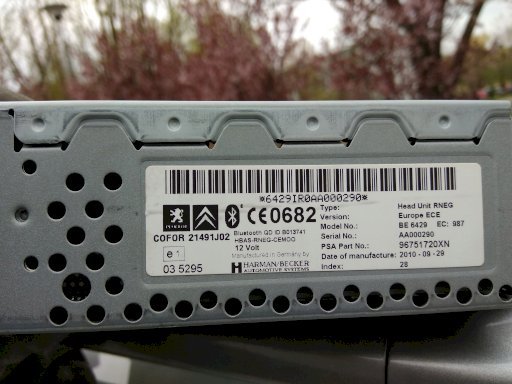 *6429IR0AA000290*
PEUGEOT
CE0682
COFOR 21491J02
Bluetooth QD ID B013741
HBAS-RNEG-CEMOO
12 Volt
Manufactured in Germany by
HARMAN/BECKER
AUTOMOTIVE SYSTEMS
e1
03 5295
Type: Head Unit RNEG
Version: Europe ECE
Model No.: BE 6429 EC: 987
Serial No.: AA000290
PSA Part No.: 96751720XN
Date of manufacture: 2010 - 09 - 29
Index: 28